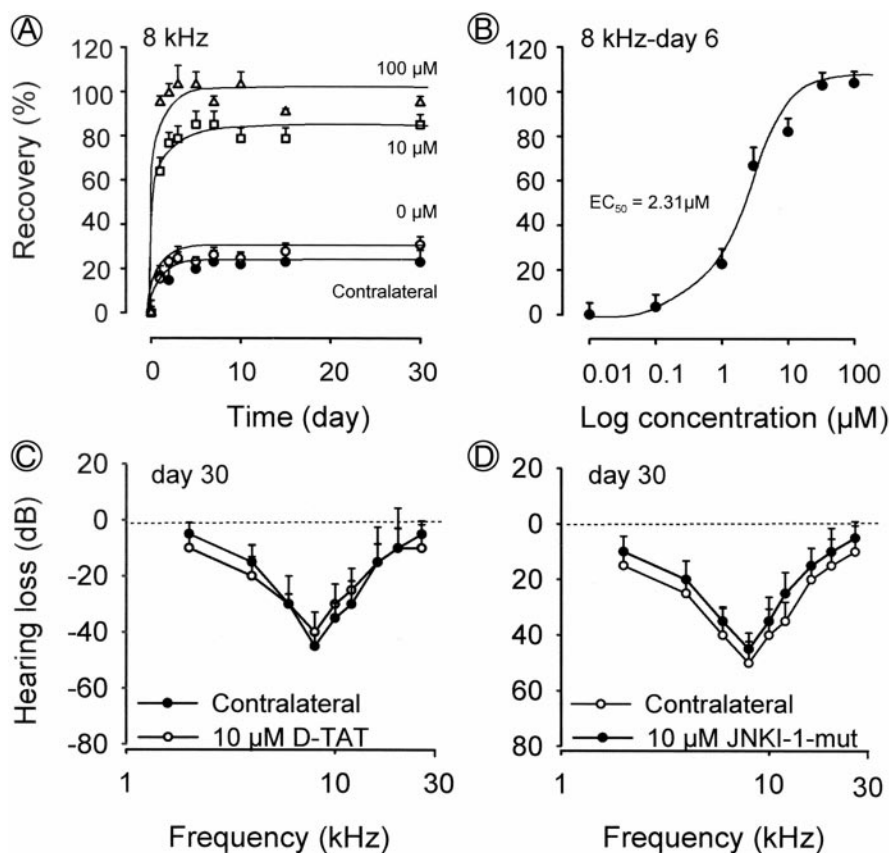 A
8 kHz
Recovery (%)
120
100
80
60
40
20
0
100 µM
10 µM
0 µM
Contralateral
0 10 20 30
Time (day)
B
8 kHz-day 6
120
100
80
60
40
20
0
EC50 = 2.31µM
0.01 0.1 1 10 100
Log concentration (µM)
C
day 30
Hearing loss (dB)
20
0
-20
-40
-60
-80
Contralateral
10 µM D-TAT
1 10 30
Frequency (kHz)
D
day 30
20
0
20
40
60
80
Contralateral
10 µM JNKI-1-mut
1 10 30
Frequency (kHz)